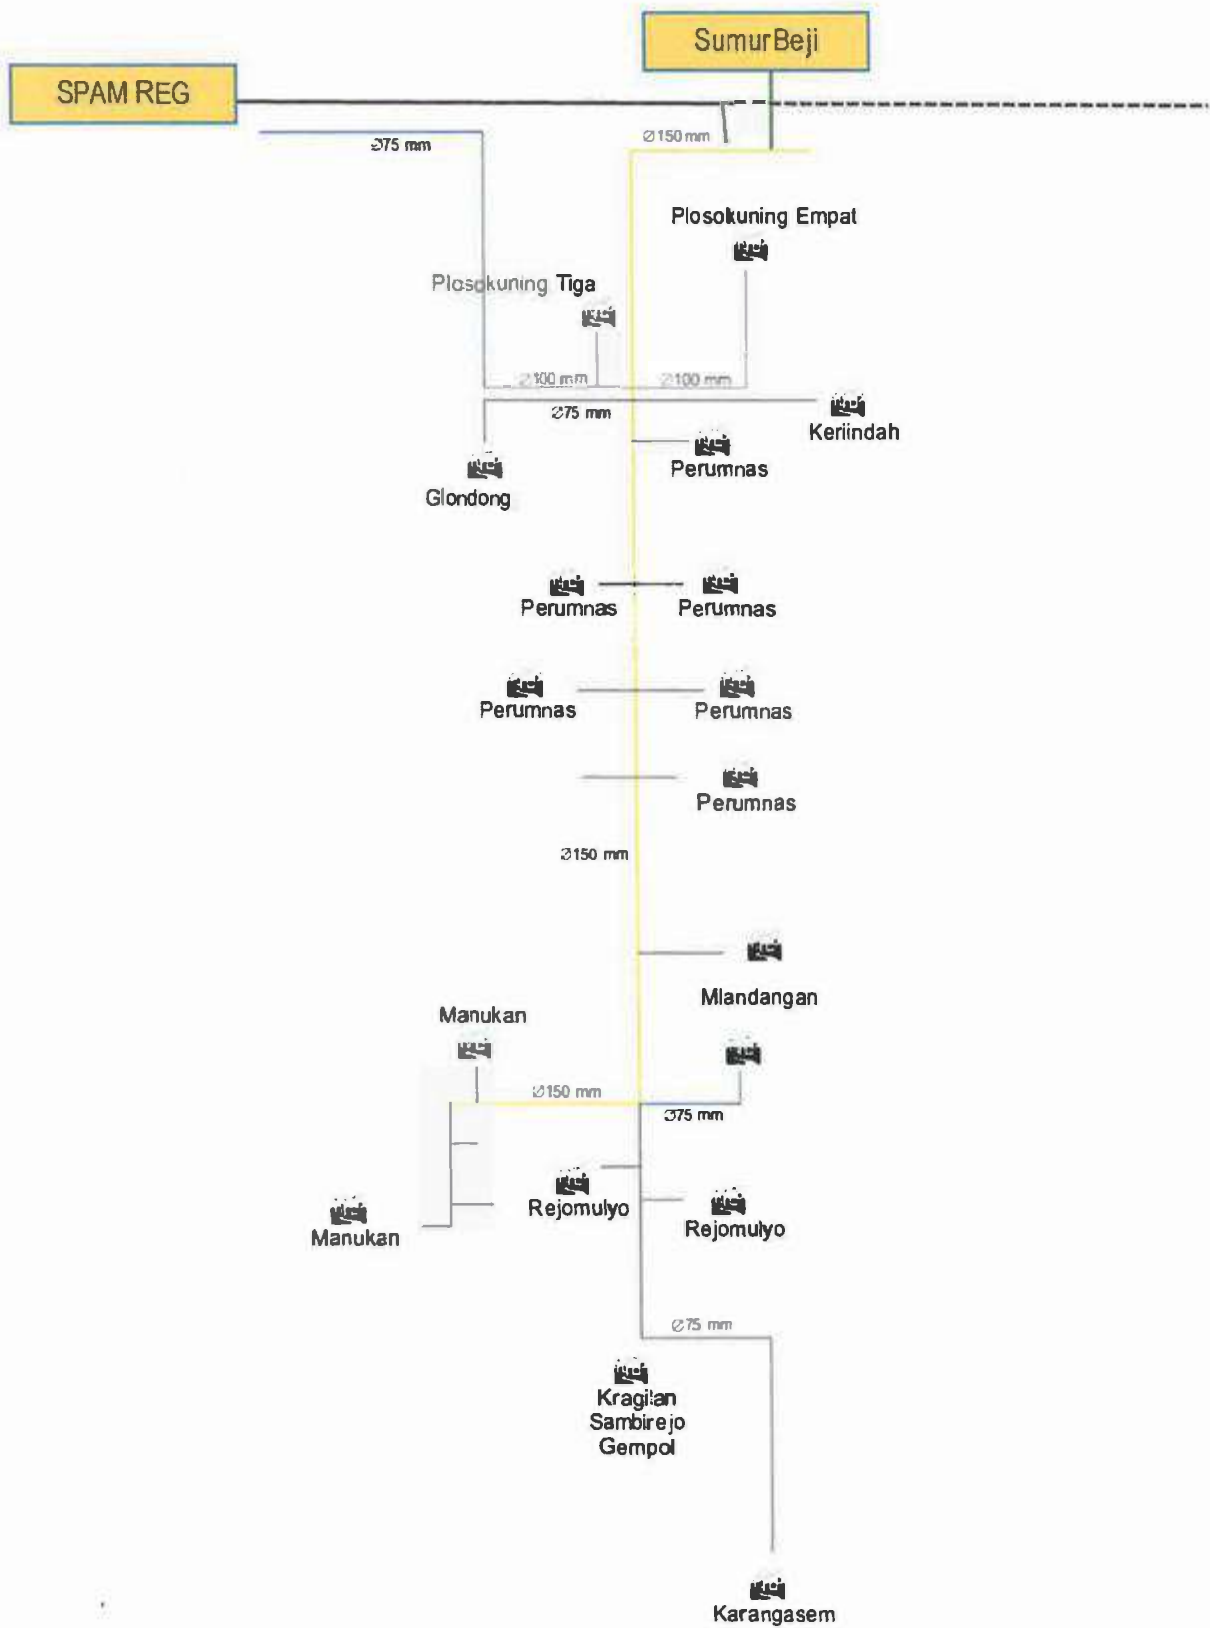 SumurBeji
SPAM REG
Ø75 mm
Ø150 mm
Plosokuning Empat
Plosokuning Tiga
Ø100 mm
Ø100 mm
Ø75 mm
Keriindah
Perumnas
Glondong
Perumnas
Perumnas
Perumnas
Perumnas
Perumnas
Ø150 mm
Mlandangan
Manukan
Ø150 mm
Ø75 mm
Rejomulyo
Rejomulyo
Manukan
Ø75 mm
Kragilan
Sambirejo
Gempol
Karangasem